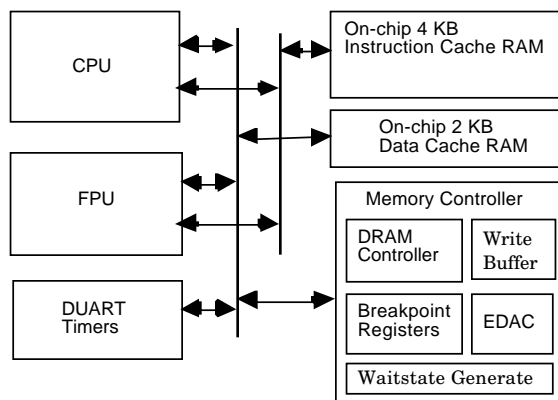 CPU
On-chip 4 KB
Instruction Cache RAM
On-chip 2 KB
Data Cache RAM
FPU
Memory Controller
DRAM
Controller
Write
Buffer
DUART
Timers
Breakpoint
Registers
EDAC
Waitstate Generate